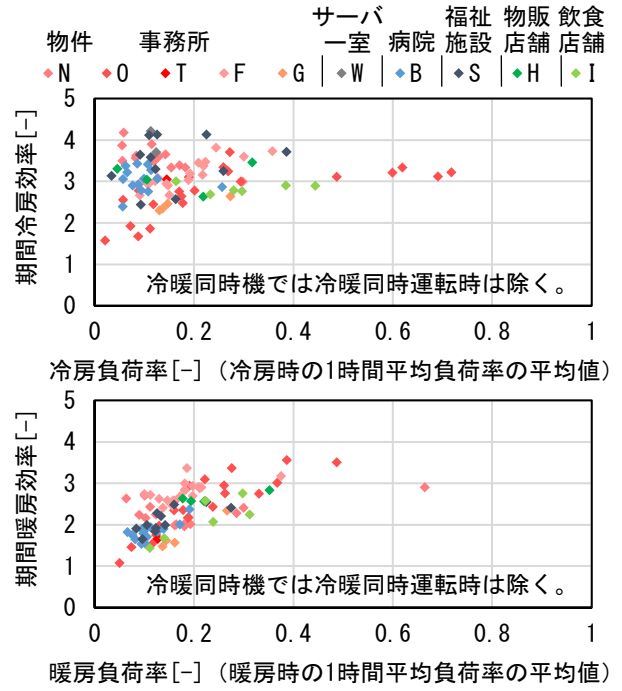 サーバ 福祉 物販 飲食
物件 事務所 ー室 病院 施設 店舗 店舗
N O T F G W B S H I
期間冷房効率[-]
5
4
3
2
1
0
冷暖同時機では冷暖同時運転時は除く。
0 0.2 0.4 0.6 0.8 1
冷房負荷率[-](冷房時の1時間平均負荷率の平均値)
期間暖房効率[-]
5
4
3
2
1
0
冷暖同時機では冷暖同時運転時は除く。
0 0.2 0.4 0.6 0.8 1
暖房負荷率[-](暖房時の1時間平均負荷率の平均値)